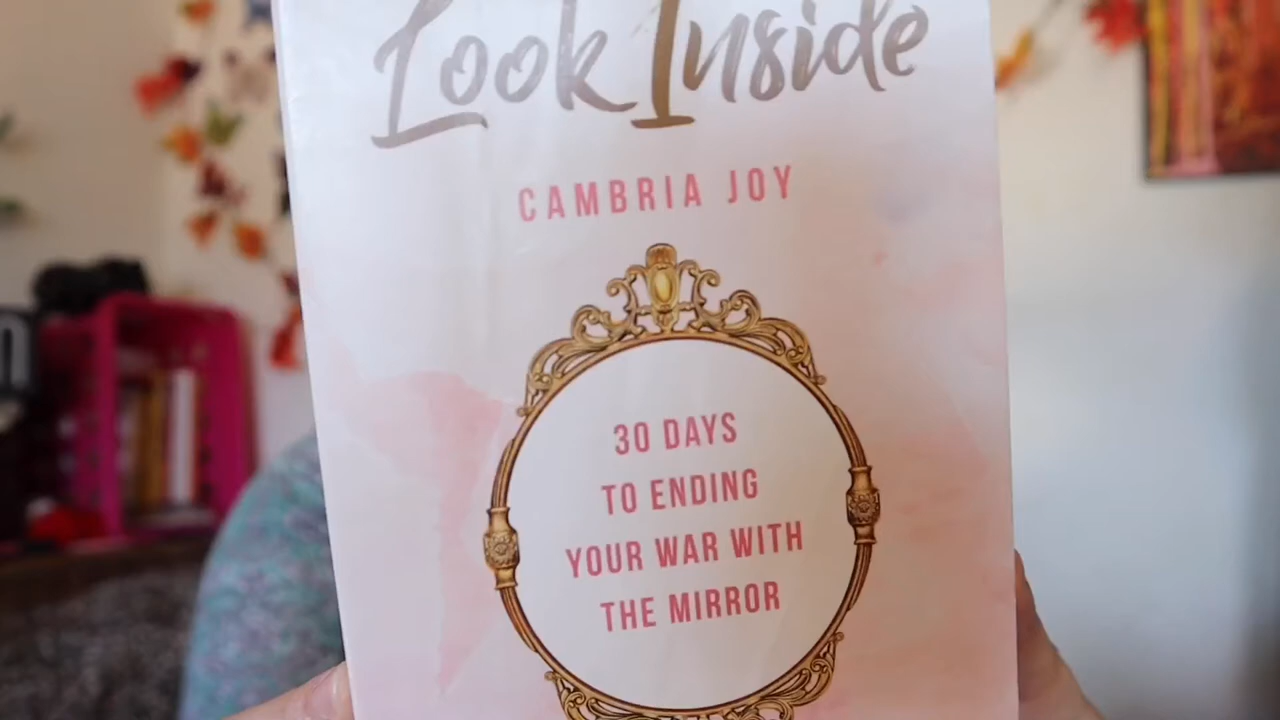 Look Inside
CAMBRIA JOY
30 DAYS
TO ENDING
YOUR WAR WITH
THE MIRROR